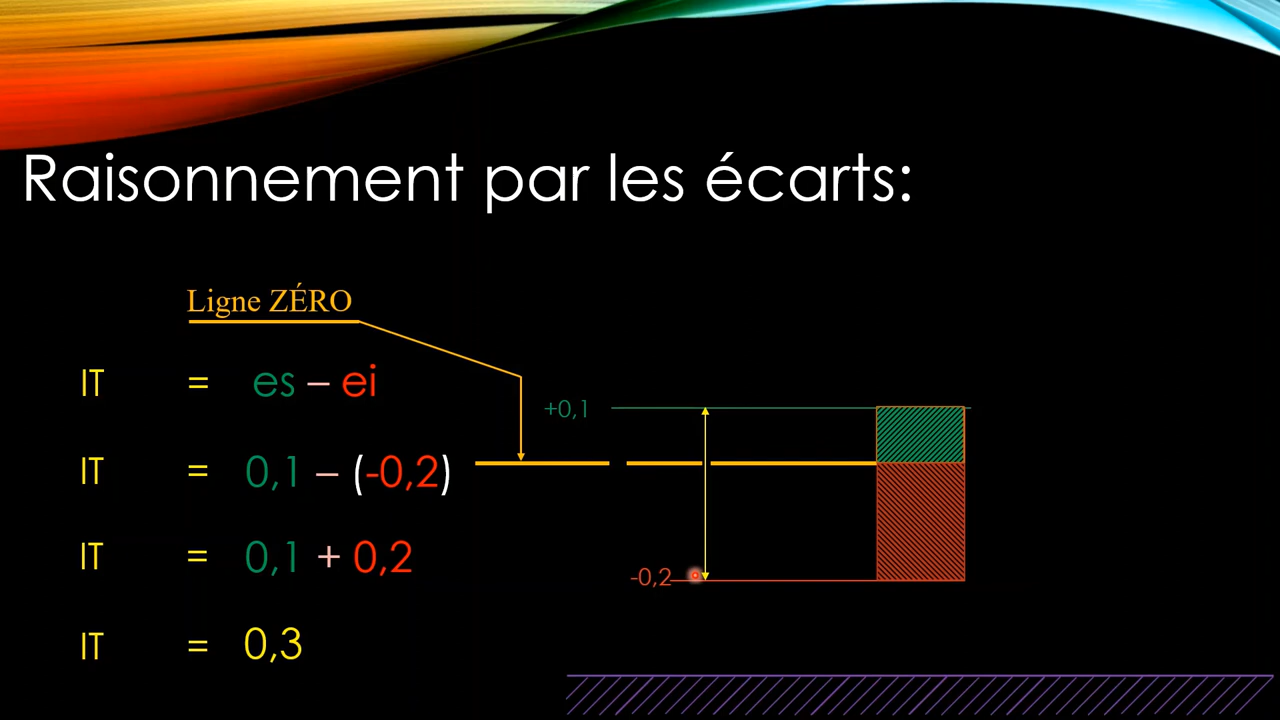 Raisonnement par les écarts:
Ligne ZÉRO
IT = es – ei
+0,1
IT = 0,1 – (-0,2)
IT = 0,1 + 0,2
-0,2
IT = 0,3